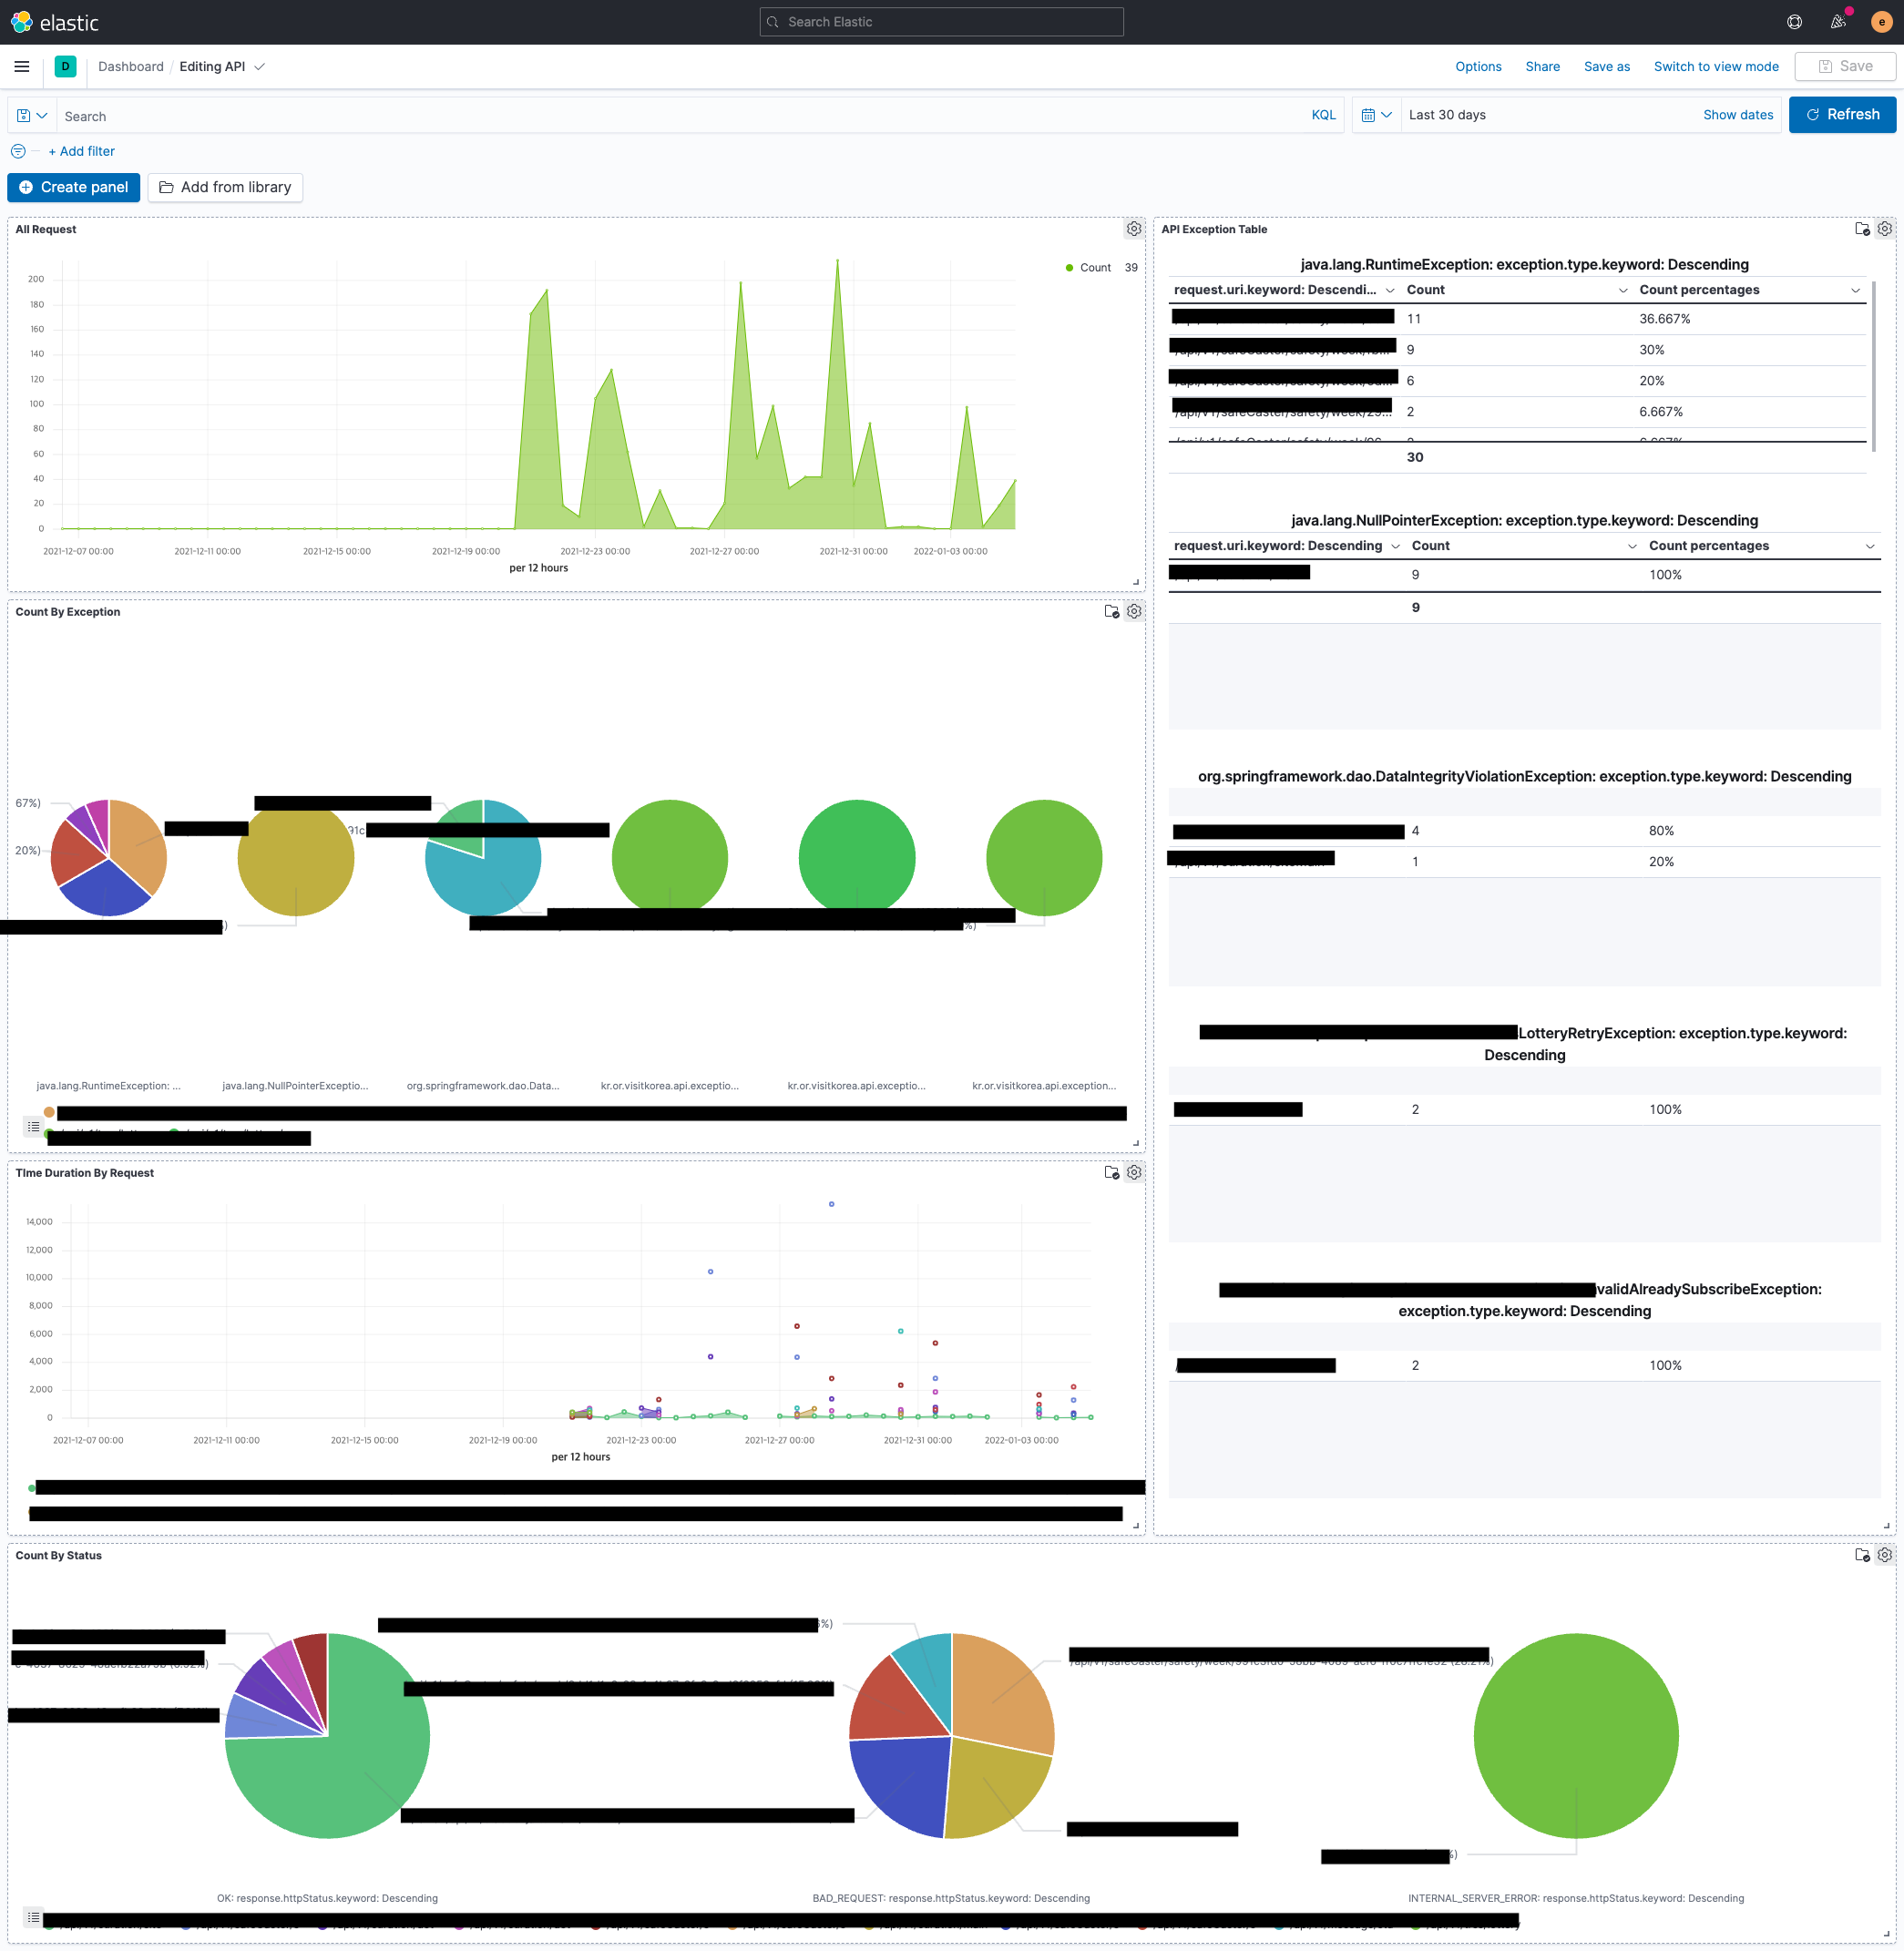 elastic
Search Elastic
e
D
Dashboard / Editing API
Options
Share
Save as
Switch to view mode
Save
Search
KQL
Last 30 days
Show dates
Refresh
+ Add filter
Create panel
Add from library
All Request
200
180
160
140
120
100
80
60
40
20
0
2021-12-07 00:00
2021-12-11 00:00
2021-12-15 00:00
2021-12-19 00:00
2021-12-23 00:00
2021-12-27 00:00
2021-12-31 00:00
2022-01-03 00:00
per 12 hours
Count 39
Count By Exception
67%)
20%)
91c
)
%)
java.lang.RuntimeException: ...
java.lang.NullPointerExceptio...
org.springframework.dao.Data...
kr.or.visitkorea.api.exceptio...
kr.or.visitkorea.api.exceptio...
kr.or.visitkorea.api.exception...
TIme Duration By Request
14,000
12,000
10,000
8,000
6,000
4,000
2,000
0
2021-12-07 00:00
2021-12-11 00:00
2021-12-15 00:00
2021-12-19 00:00
2021-12-23 00:00
2021-12-27 00:00
2021-12-31 00:00
2022-01-03 00:00
per 12 hours
API Exception Table
java.lang.RuntimeException: exception.type.keyword: Descending
request.uri.keyword: Descendi... Count Count percentages
11 36.667%
9 30%
6 20%
2 6.667%
30
java.lang.NullPointerException: exception.type.keyword: Descending
request.uri.keyword: Descending Count Count percentages
9 100%
9
org.springframework.dao.DataIntegrityViolationException: exception.type.keyword: Descending
4 80%
1 20%
LotteryRetryException: exception.type.keyword:
Descending
2 100%
validAlreadySubscribeException:
exception.type.keyword: Descending
2 100%
Count By Status
%)
)
OK: response.httpStatus.keyword: Descending
BAD_REQUEST: response.httpStatus.keyword: Descending
INTERNAL_SERVER_ERROR: response.httpStatus.keyword: Descending